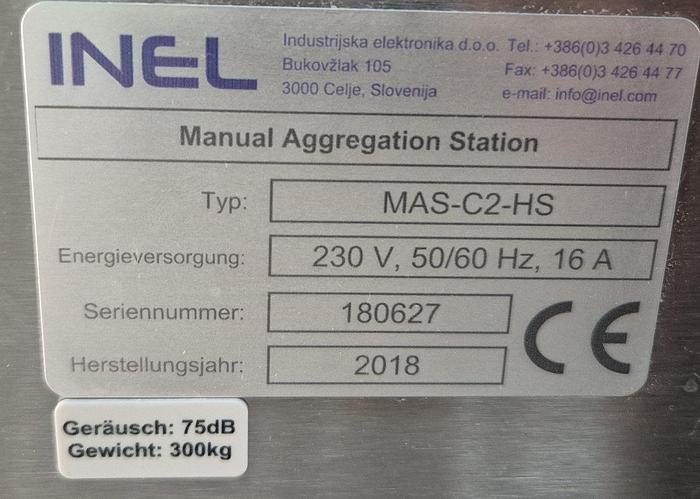 INEL
Industrijska elektronika d.o.o. Tel.: +386(0)3 426 44 70
Bukovžlak 105 Fax: +386(0)3 426 44 77
3000 Celje, Slovenija e-mail: info@inel.com
Manual Aggregation Station
Typ: MAS-C2-HS
Energieversorgung: 230 V, 50/60 Hz, 16 A
Seriennummer: 180627
Herstellungsjahr: 2018
CE
Geräusch: 75dB
Gewicht: 300kg